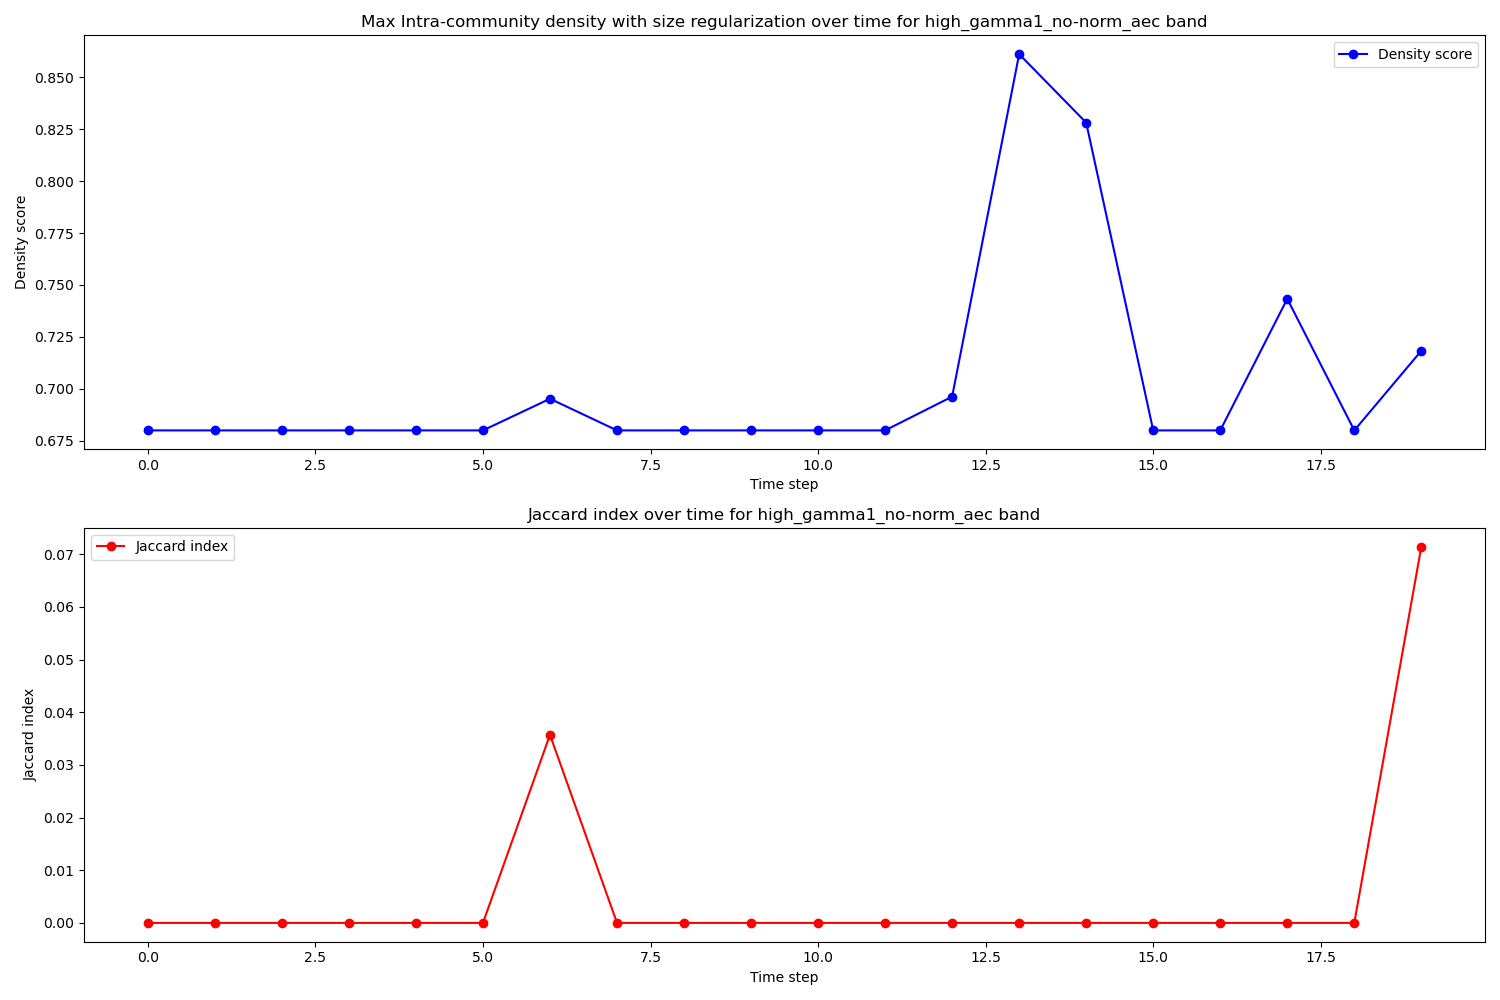 Max Intra-community density with size regularization over time for high_gamma1_no-norm_aec band
Density score
0.850
0.825
0.800
0.775
0.750
0.725
0.700
0.675
Density score
0.0 2.5 5.0 7.5 10.0 12.5 15.0 17.5
Time step
Jaccard index over time for high_gamma1_no-norm_aec band
Jaccard index
0.07
0.06
0.05
0.04
0.03
0.02
0.01
0.00
Jaccard index
0.0 2.5 5.0 7.5 10.0 12.5 15.0 17.5
Time step